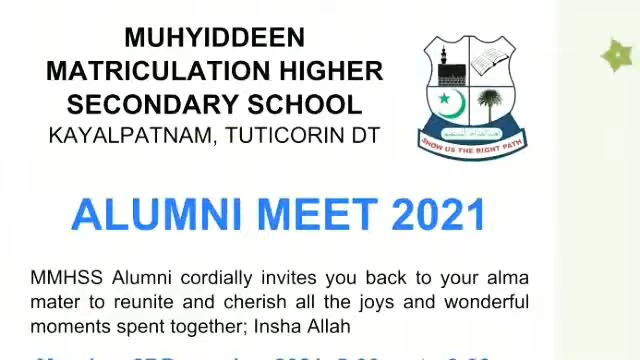 MUHYIDDEEN
MATRICULATION HIGHER
SECONDARY SCHOOL
KAYALPATNAM, TUTICORIN DT
SHOW US THE RIGHT PATH
ALUMNI MEET 2021
MMHSS Alumni cordially invites you back to your alma
mater to reunite and cherish all the joys and wonderful
moments spent together; Insha Allah